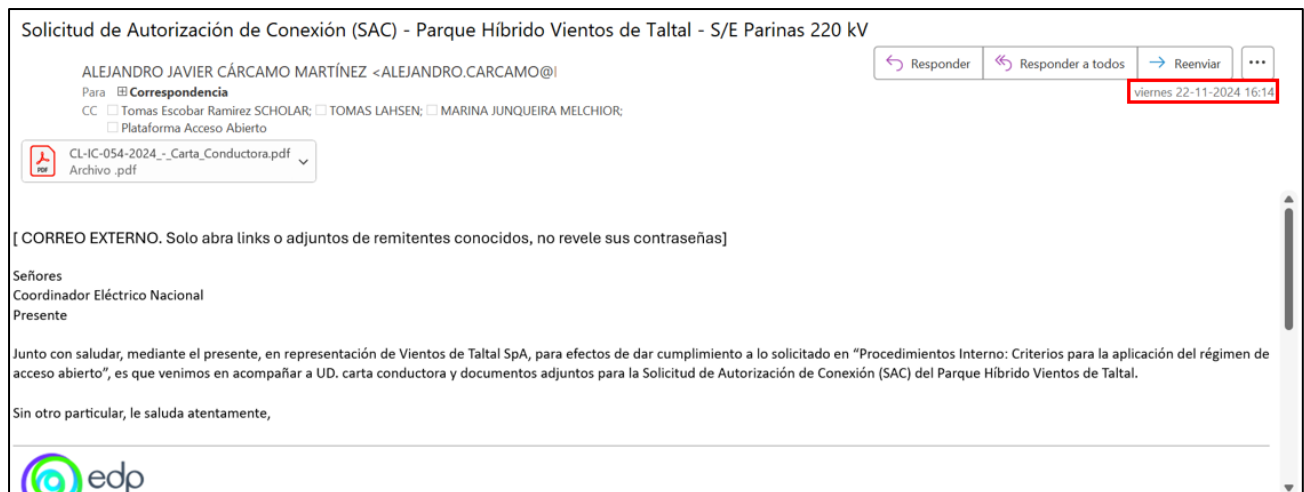 Solicitud de Autorización de Conexión (SAC) - Parque Híbrido Vientos de Taltal - S/E Parinas 220 kV
Responder
Responder a todos
Reenviar
ALEJANDRO JAVIER CÁRCAMO MARTÍNEZ <ALEJANDRO.CARCAMO@
Para Correspondencia
viernes 22-11-2024 16:14
CC Tomas Escobar Ramirez SCHOLAR; TOMAS LAHSEN; MARINA JUNQUEIRA MELCHIOR;
Plataforma Acceso Abierto
PDF
CL-IC-054-2024_-_Carta_Conductora.pdf
Archivo .pdf
[ CORREO EXTERNO. Solo abra links o adjuntos de remitentes conocidos, no revele sus contraseñas]
Señores
Coordinador Eléctrico Nacional
Presente
Junto con saludar, mediante el presente, en representación de Vientos de Taltal SpA, para efectos de dar cumplimiento a lo solicitado en "Procedimientos Interno: Criterios para la aplicación del régimen de
acceso abierto", es que venimos en acompañar a UD. carta conductora y documentos adjuntos para la Solicitud de Autorización de Conexión (SAC) del Parque Híbrido Vientos de Taltal.
Sin otro particular, le saluda atentamente,
edp